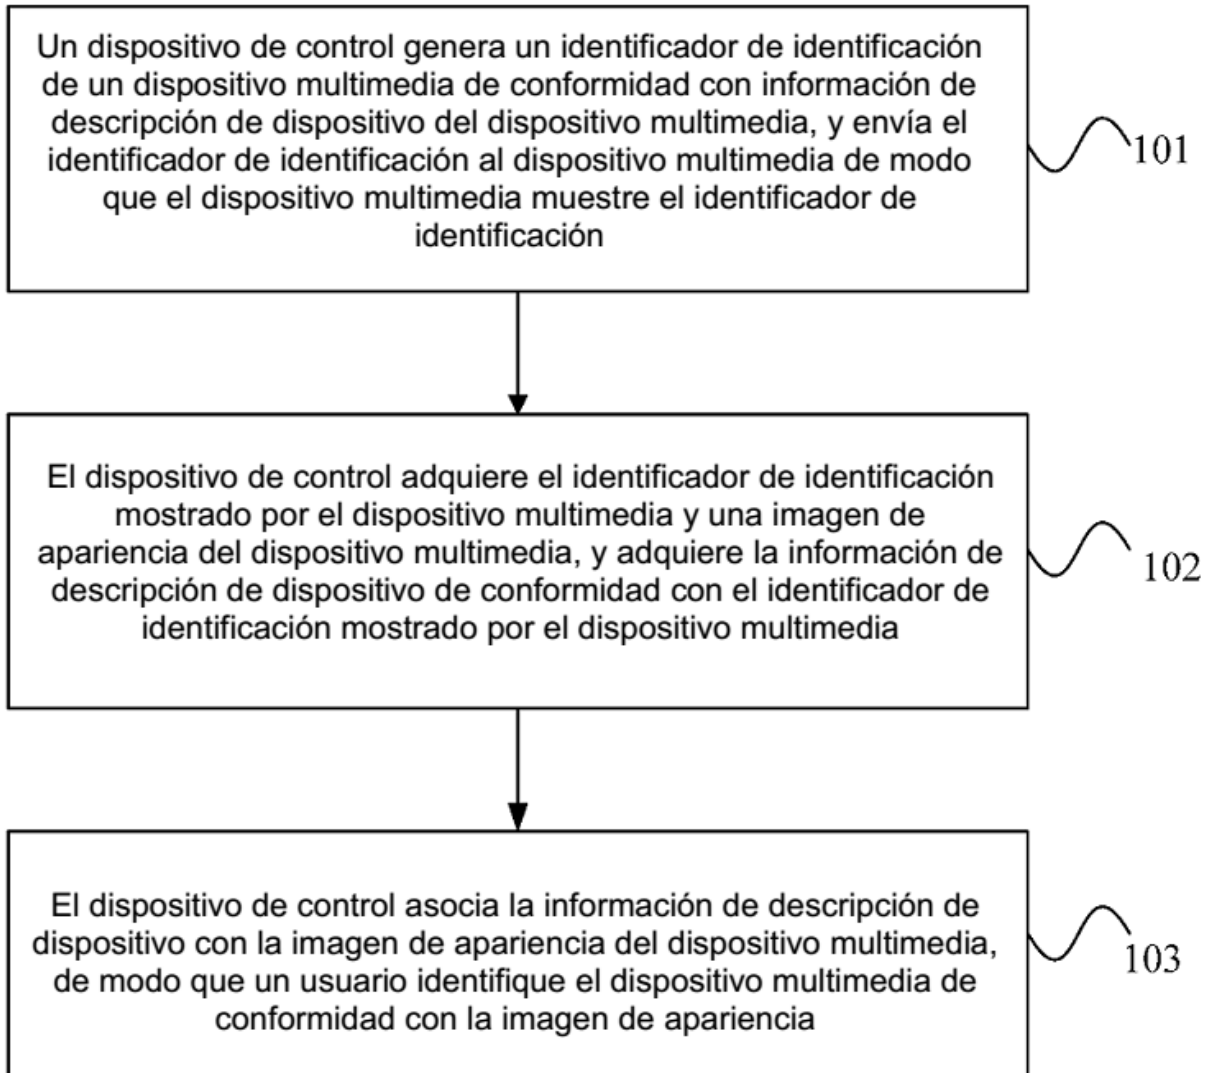 Un dispositivo de control genera un identificador de identificación
de un dispositivo multimedia de conformidad con información de
descripción de dispositivo del dispositivo multimedia, y envía el
identificador de identificación al dispositivo multimedia de modo
que el dispositivo multimedia muestre el identificador de
identificación
101
El dispositivo de control adquiere el identificador de identificación
mostrado por el dispositivo multimedia y una imagen de
apariencia del dispositivo multimedia, y adquiere la información de
descripción de dispositivo de conformidad con el identificador de
identificación mostrado por el dispositivo multimedia
102
El dispositivo de control asocia la información de descripción de
dispositivo con la imagen de apariencia del dispositivo multimedia,
de modo que un usuario identifique el dispositivo multimedia de
conformidad con la imagen de apariencia
103